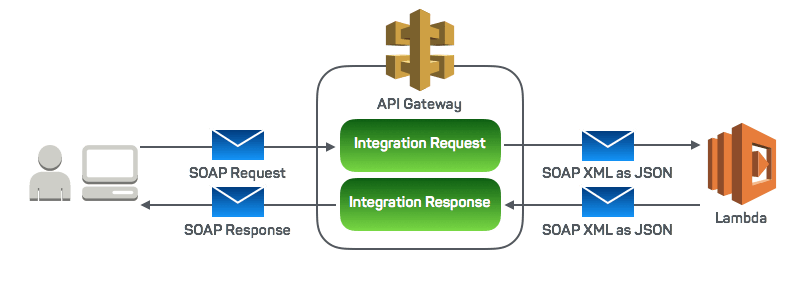 API Gateway
Integration Request
SOAP Request
SOAP XML as JSON
Integration Response
Lambda
SOAP Response
SOAP XML as JSON